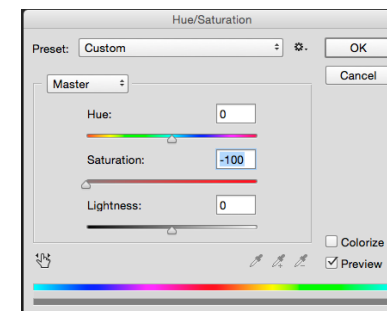 Hue/Saturation
Preset: Custom
OK
Cancel
Master
Hue: 0
Saturation: -100
Lightness: 0
Colorize
Preview